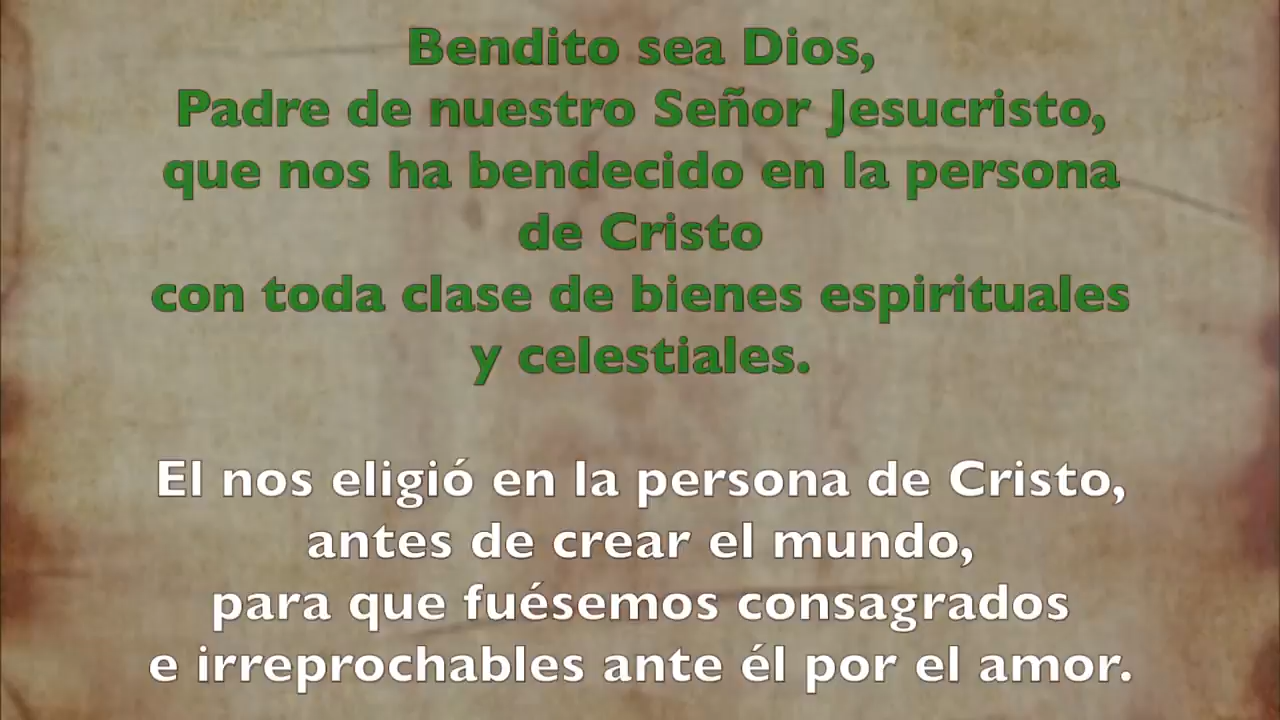 Bendito sea Dios,
Padre de nuestro Señor Jesucristo,
que nos ha bendecido en la persona
de Cristo
con toda clase de bienes espirituales
y celestiales.
El nos eligió en la persona de Cristo,
antes de crear el mundo,
para que fuésemos consagrados
e irreprochables ante él por el amor.